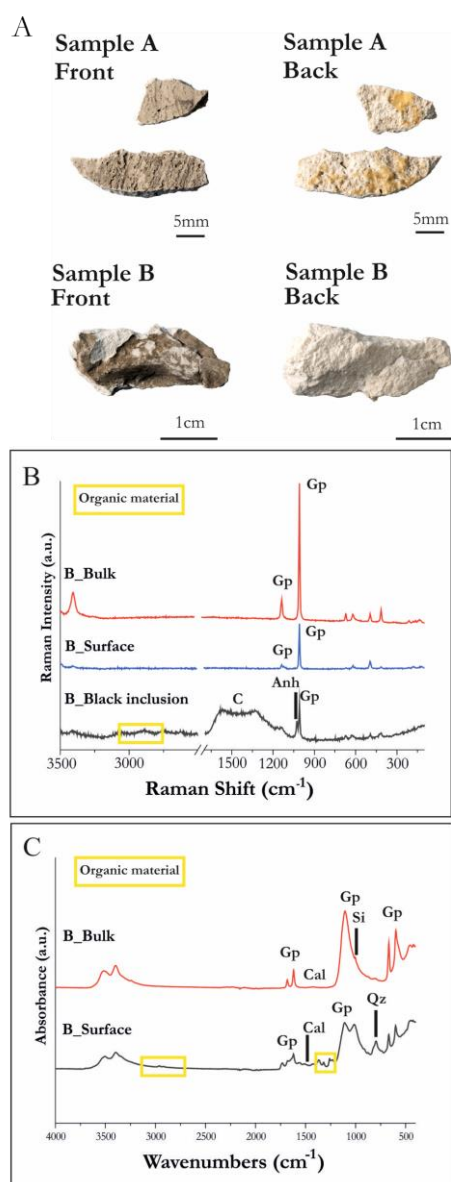 A
Sample A
Front
Sample A
Back
5mm
5mm
Sample B
Front
Sample B
Back
1cm
1cm
B
Organic material
Gp
B_Bulk
Gp
B_Surface
Gp
Gp
Anh
Gp
B_Black inclusion
C
Raman Intensity (a.u.)
3500
3000
1500
1200
900
600
300
Raman Shift (cm-1)
C
Organic material
Gp
Si
Gp
B_Bulk
Gp
Cal
Qz
Gp
Cal
B_Surface
Gp
Absorbance (a.u.)
4000
3500
3000
2500
2000
1500
1000
500
Wavenumbers (cm-1)